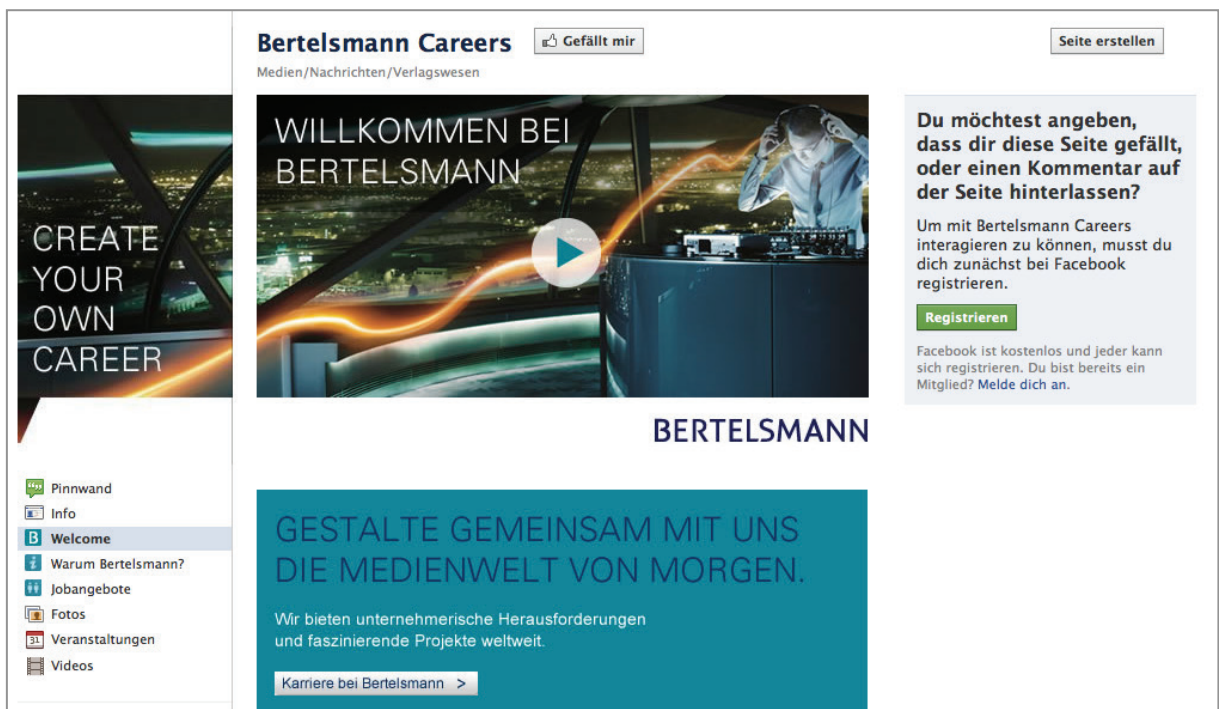 Bertelsmann Careers
Gefällt mir
Seite erstellen
Medien/Nachrichten/Verlagswesen
CREATE
YOUR
OWN
CAREER
WILLKOMMEN BEI
BERTELSMANN
BERTELSMANN
Du möchtest angeben,
dass dir diese Seite gefällt,
oder einen Kommentar auf
der Seite hinterlassen?
Um mit Bertelsmann Careers
interagieren zu können, musst du
dich zunächst bei Facebook
registrieren.
Registrieren
Facebook ist kostenlos und jeder kann
sich registrieren. Du bist bereits ein
Mitglied? Melde dich an.
Pinnwand
Info
B Welcome
i Warum Bertelsmann?
Jobangebote
Fotos
31 Veranstaltungen
Videos
GESTALTE GEMEINSAM MIT UNS
DIE MEDIENWELT VON MORGEN.
Wir bieten unternehmerische Herausforderungen
und faszinierende Projekte weltweit.
Karriere bei Bertelsmann >